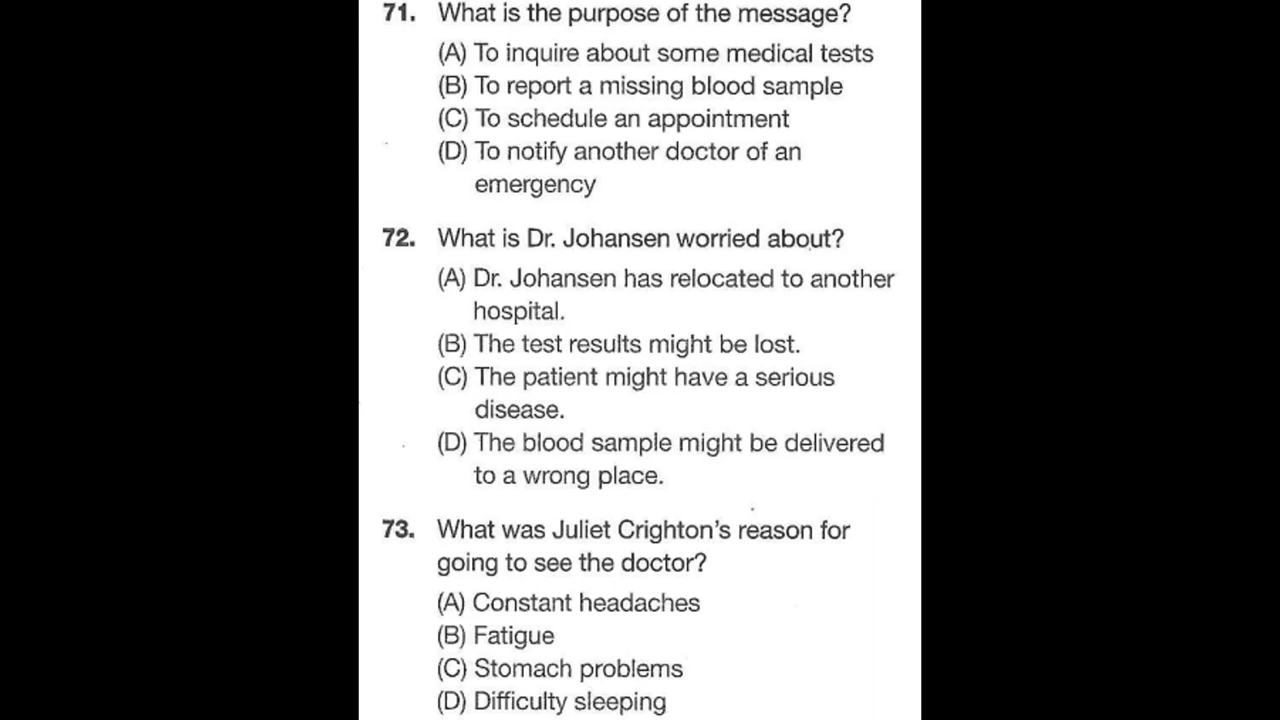 71. What is the purpose of the message?
(A) To inquire about some medical tests
(B) To report a missing blood sample
(C) To schedule an appointment
(D) To notify another doctor of an
emergency
72. What is Dr. Johansen worried about?
(A) Dr. Johansen has relocated to another
hospital.
(B) The test results might be lost.
(C) The patient might have a serious
disease.
(D) The blood sample might be delivered
to a wrong place.
73. What was Juliet Crighton's reason for
going to see the doctor?
(A) Constant headaches
(B) Fatigue
(C) Stomach problems
(D) Difficulty sleeping